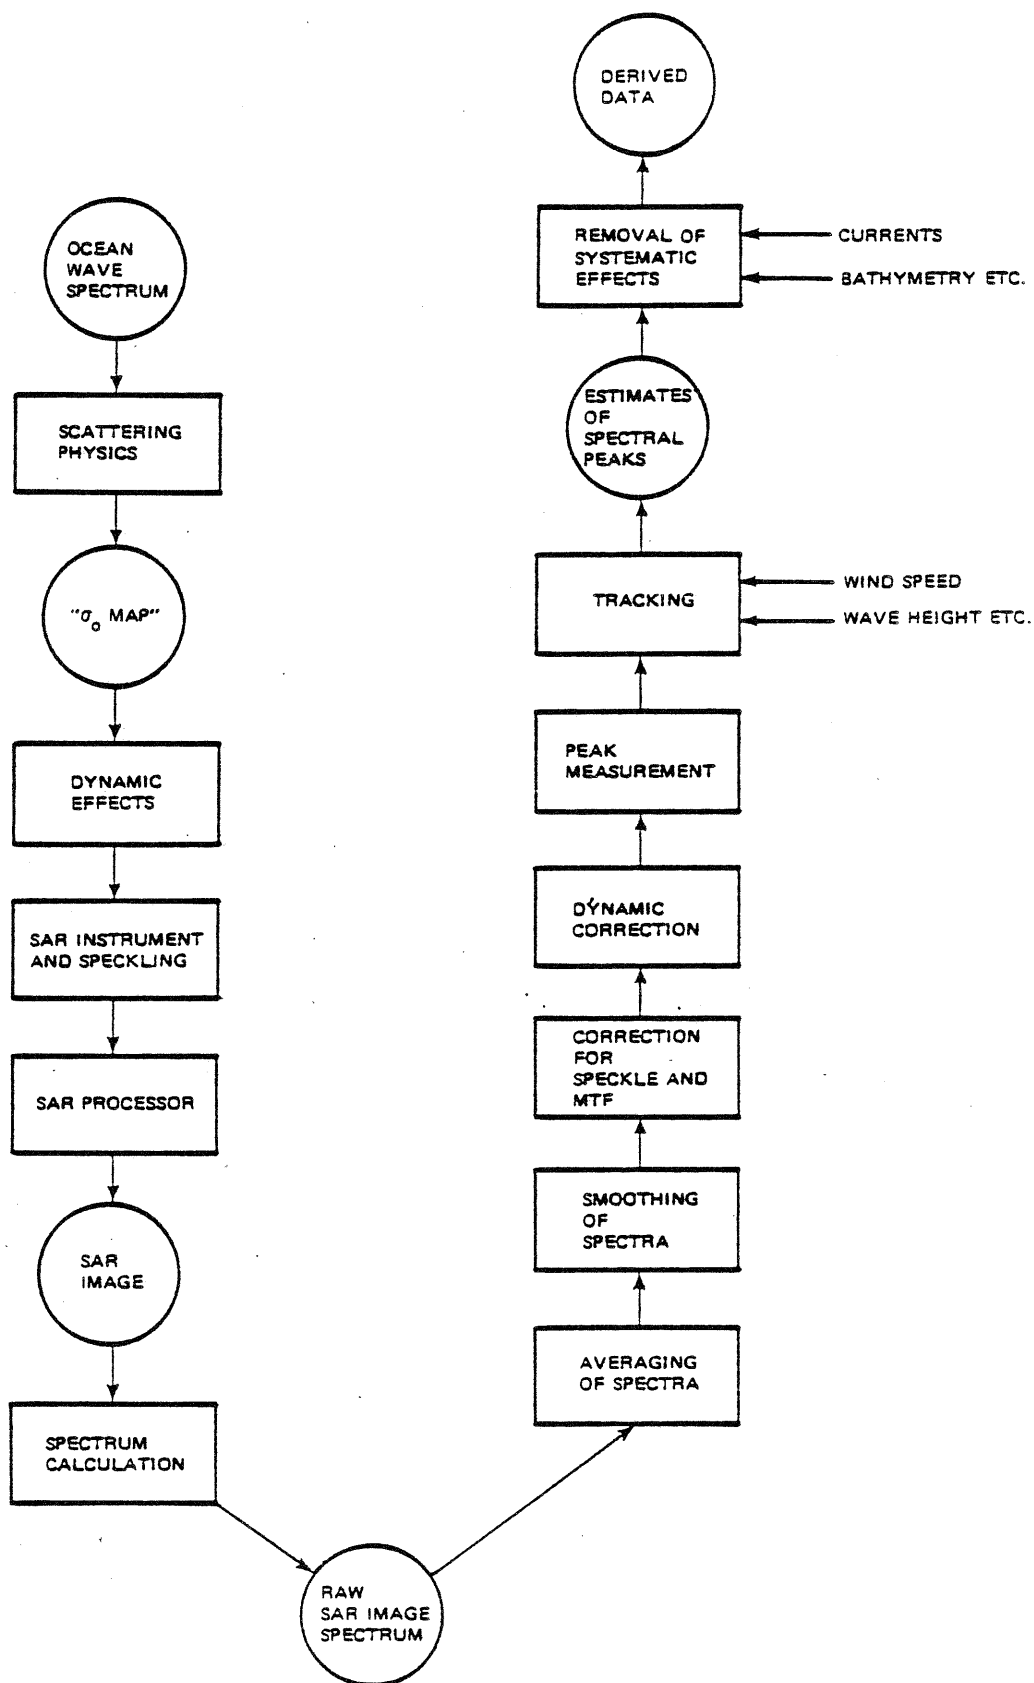 OCEAN
WAVE
SPECTRUM
SCATTERING
PHYSICS
"σ₀ MAP"
DYNAMIC
EFFECTS
SAR INSTRUMENT
AND SPECKLING
SAR PROCESSOR
SAR
IMAGE
SPECTRUM
CALCULATION
RAW
SAR IMAGE
SPECTRUM
AVERAGING
OF SPECTRA
SMOOTHING
OF
SPECTRA
CORRECTION
FOR
SPECKLE AND
MTF
DYNAMIC
CORRECTION
PEAK
MEASUREMENT
TRACKING
WIND SPEED
WAVE HEIGHT ETC.
ESTIMATES
OF
SPECTRAL
PEAKS
REMOVAL OF
SYSTEMATIC
EFFECTS
CURRENTS
BATHYMETRY ETC.
DERIVED
DATA